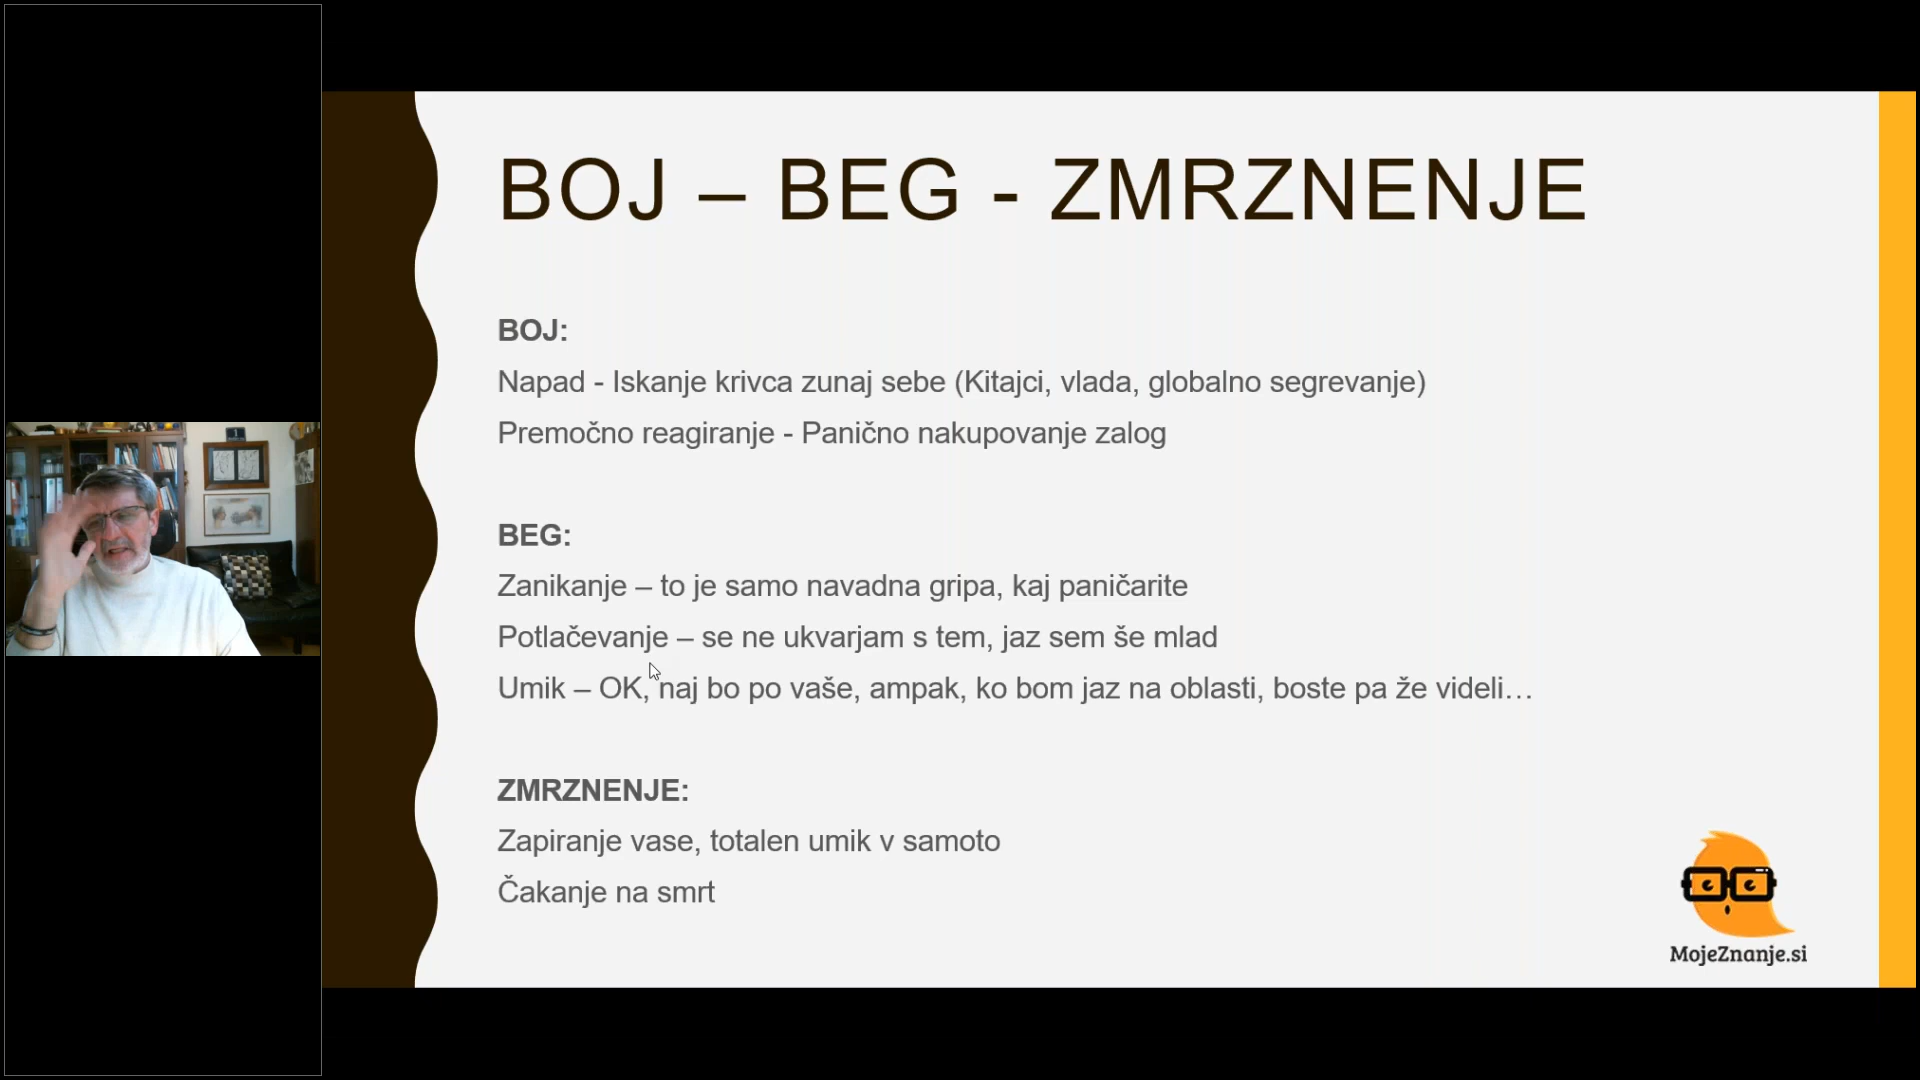 BOJ – BEG - ZMRZNENJE
BOJ:
Napad - Iskanje krivca zunaj sebe (Kitajci, vlada, globalno segrevanje)
Premočno reagiranje - Panično nakupovanje zalog
BEG:
Zanikanje – to je samo navadna gripa, kaj paničarite
Potlačevanje – se ne ukvarjam s tem, jaz sem še mlad
Umik – OK, naj bo po vaše, ampak, ko bom jaz na oblasti, boste pa že videli…
ZMRZNENJE:
Zapiranje vase, totalen umik v samoto
Čakanje na smrt
MojeZnanje.si